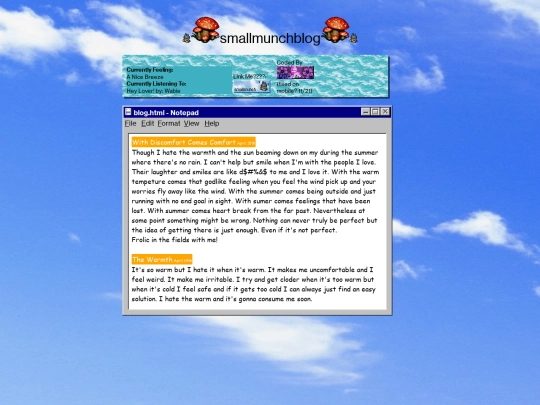 smallmunchblog
Currently Feeling:
A Nice Breeze
Currently Listening To:
Hey Lover! by: Wabie
Link Me????
Coded By
mobile? !!/21)
blog.html - Notepad
File Edit Format View Help
With Discomfort Comes Comfort
Though I hate the warmth and the sun beaming down on my during the summer
where there's no rain. I can't help but smile when I'm with the people I love.
Their laughter and smiles are like d$#%&$ to me and I love it. With the warm
tempeture comes that godlike feeling when you feel the wind pick up and your
worries fly away like the wind. With the summer comes being outside and just
running with no end goal in sight. With sumer comes feelings that have been
lost. With summer comes heart break from the far past. Nevertheless at
some point something might be wrong. Nothing can never truly be perfect but
the idea of getting there is just enough. Even if it's not perfect.
Frolic in the fields with me!
The Warmth
It's so warm but I hate it when it's warm. It makes me uncomfortable and I
feel weird. It make me irritable. I try and get cloder when it's too warm but
when it's cold I feel safe and if it gets too cold I can always just find an easy
solution. I hate the warm and it's gonna consume me soon.